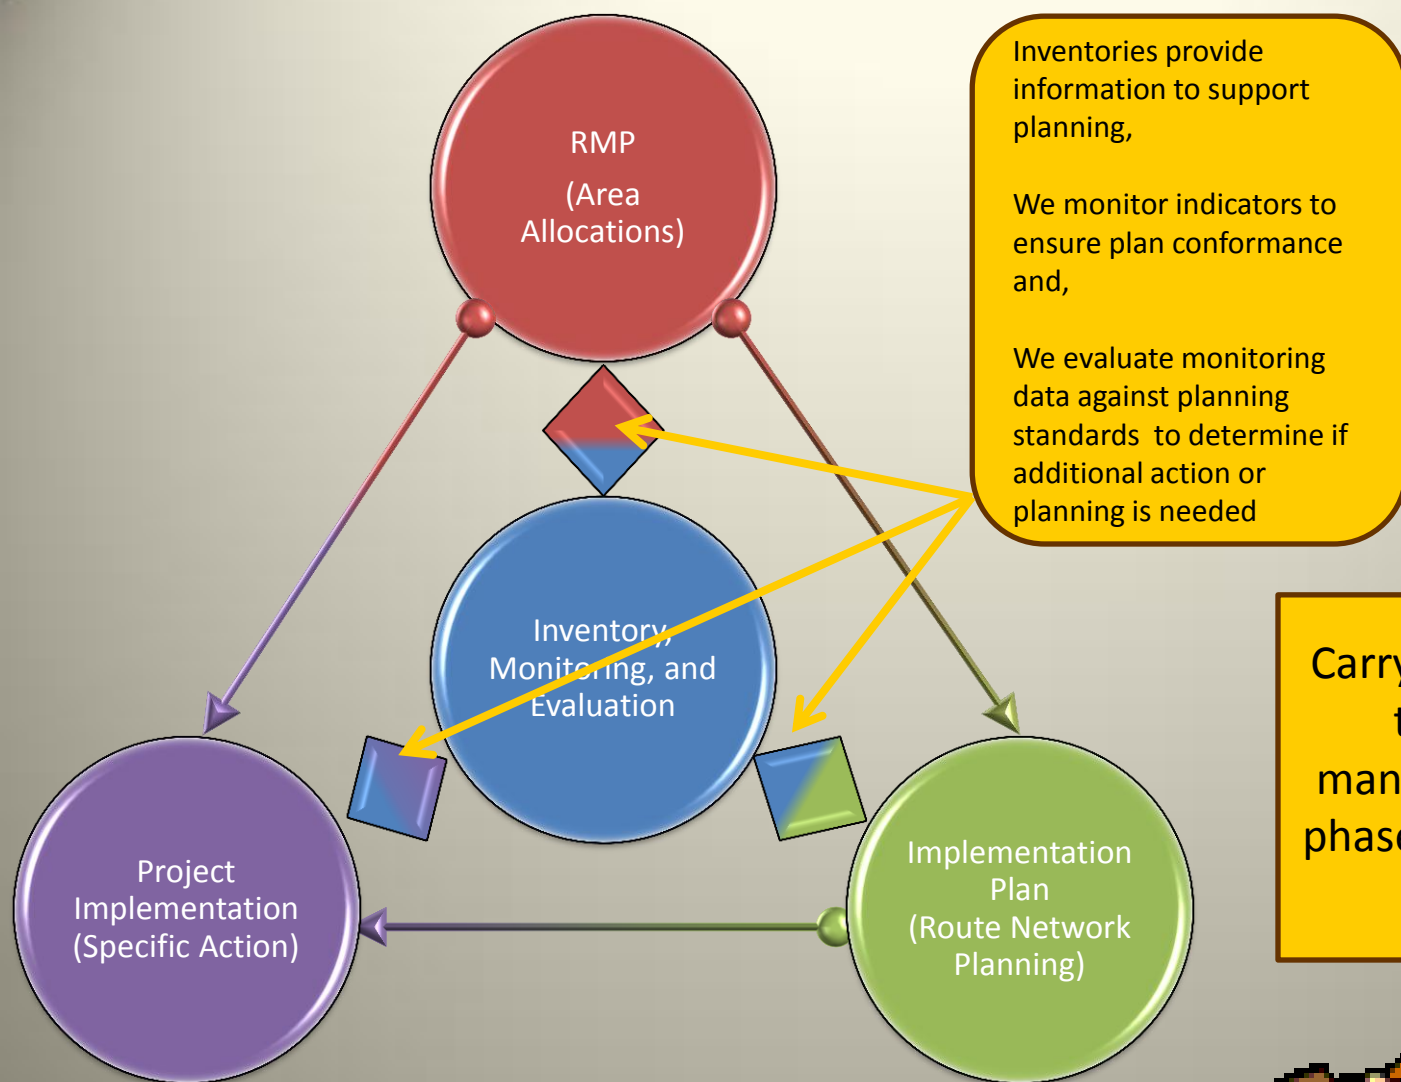 RMP
(Area
Allocations)
Inventories provide
information to support
planning,
We monitor indicators to
ensure plan conformance
and,
We evaluate monitoring
data against planning
standards  to determine if
additional action or
planning is needed
Inventory,
Monitoring, and
Evaluation
Project
Implementation
(Specific Action)
Implementation
Plan
(Route Network
Planning)
Carry